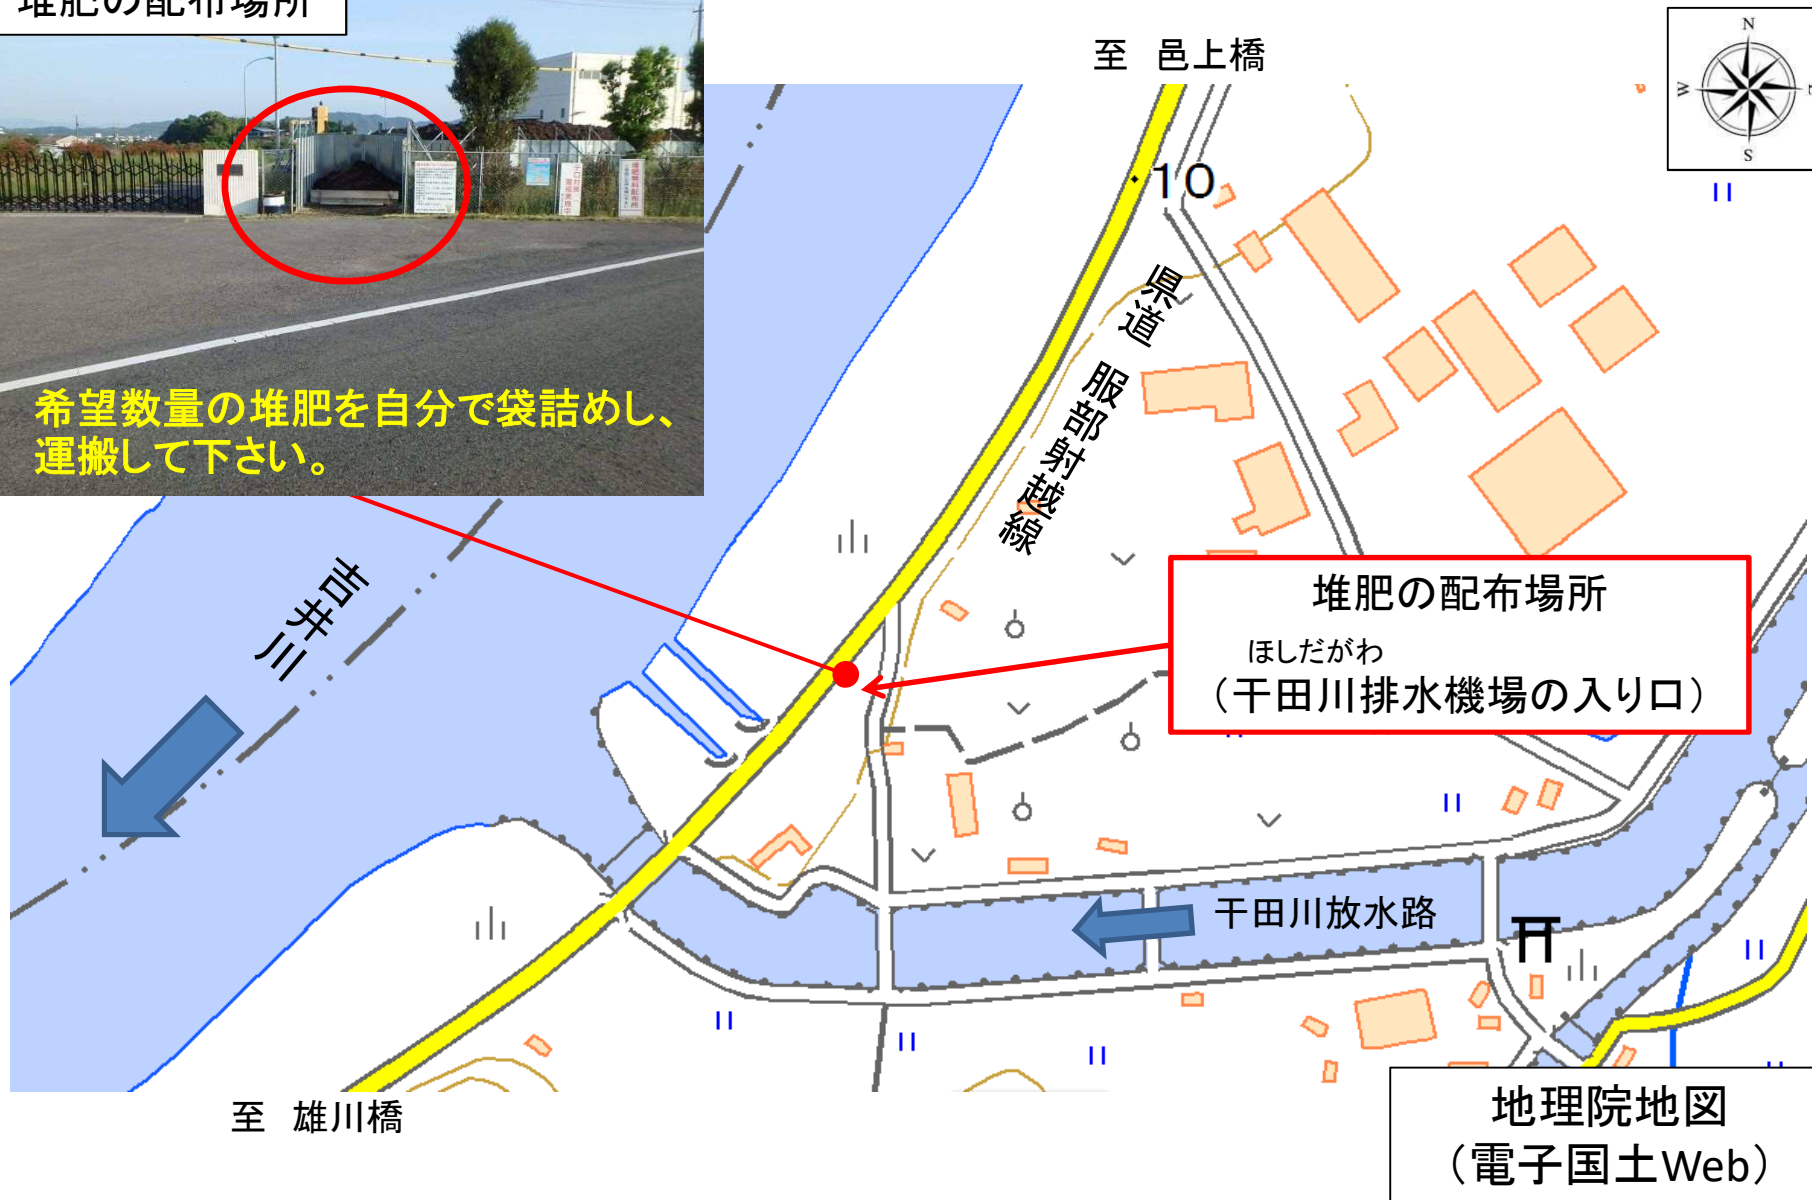 堆肥の配布場所
希望数量の堆肥を自分で袋詰めし、
運搬して下さい。
至　邑上橋
N
W
S
10
県道　服部射越線
吉井川
堆肥の配布場所
ほしだがわ
（干田川排水機場の入り口）
干田川放水路
至　雄川橋
地理院地図
（電子国土Web）